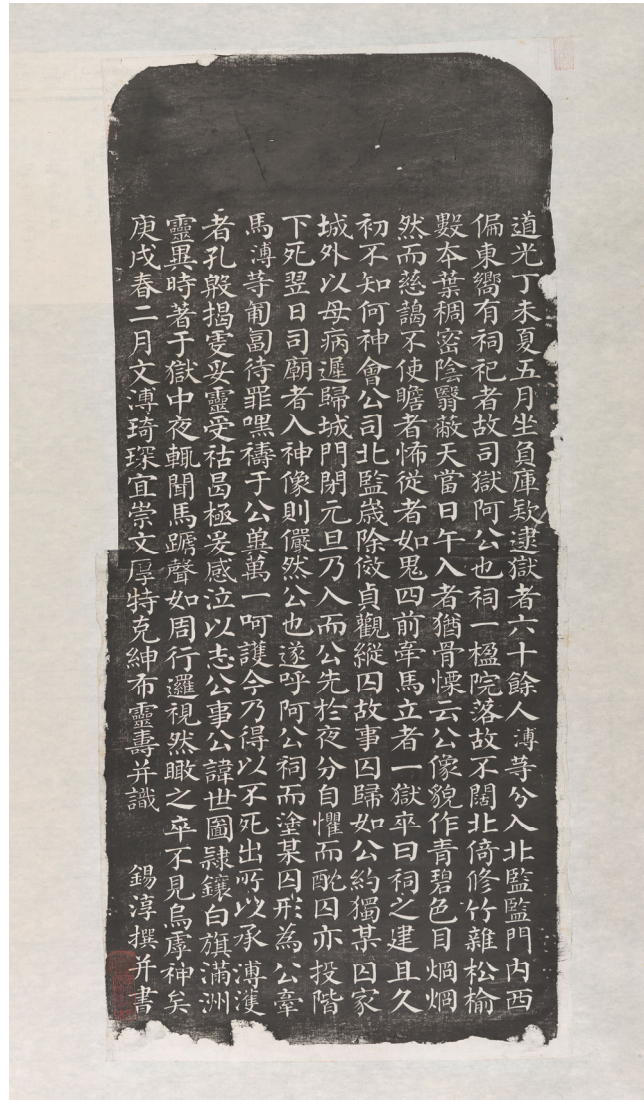 道光丁未夏五月坐負庫欵逮獄者六十餘人溥等分入北監監門內西
偏東嚮有祠祀者故司獄阿公也祠一楹院落故不闊北倚修竹雜松榆
數本葉稠密陰翳蔽天當日午入者猶骨慄云公像貌作青碧色目烱烱
然而慈藹不使瞻者怖從者如鬼四前牽馬立者一獄卒曰祠之建且久
初不知何神會公司北監歲除倣貞觀縱囚故事囚歸如公約獨某囚家
城外以母病遲歸城門閉元旦乃入而公先於夜分自懼而酖囚亦投階
下死翌日司廟者入神像則儼然公也遂呼阿公祠而塗某囚形為公牽
馬溥等匍匐待罪嘿禱于公冀萬一呵護今乃得以不死出所以承溥濩
者孔殷揭虔妥靈受祜曷極爰感泣以志公事公諱世圖隸鑲白旗滿洲
靈異時著于獄中夜輒聞馬蹏聲如周行邏視然瞰之卒不見烏虖神矣
庚戌春二月文溥琦琛宜崇文厚特克紳布靈壽并識 錫淳撰并書